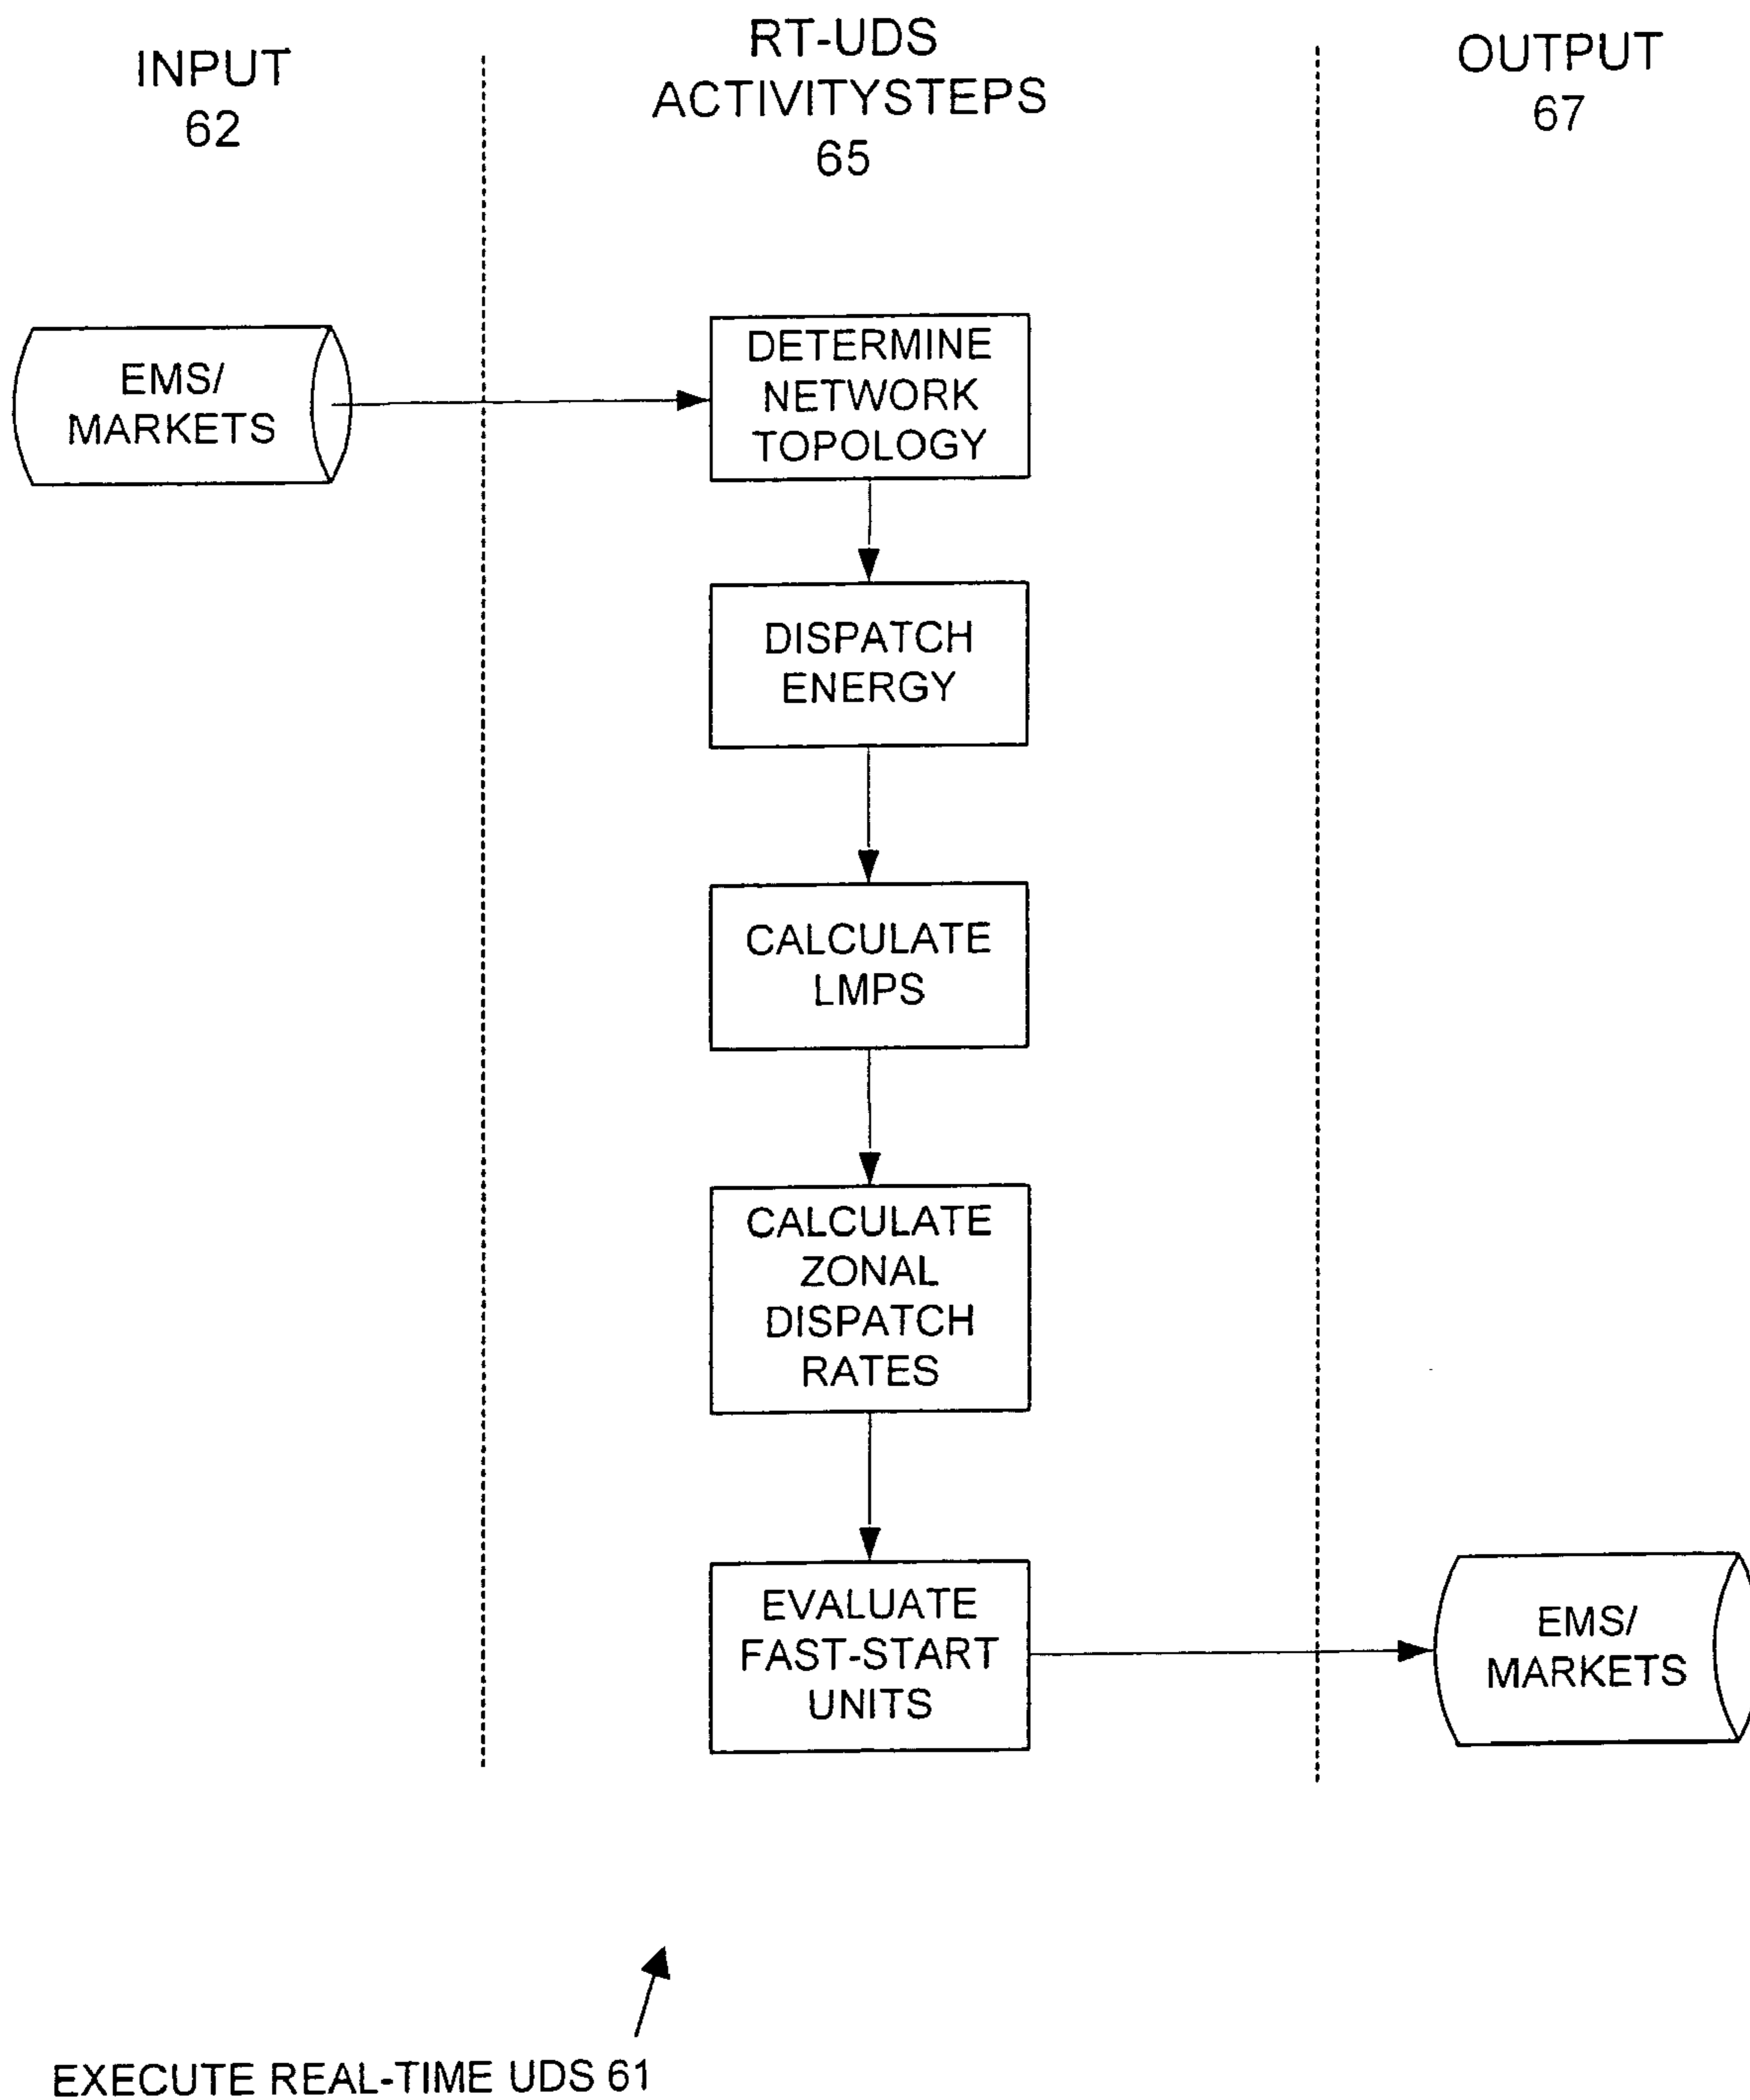 INPUT
62
RT-UDS
ACTIVITYSTEPS
65
OUTPUT
67
EMS/
MARKETS
DETERMINE
NETWORK
TOPOLOGY
DISPATCH
ENERGY
CALCULATE
LMPS
CALCULATE
ZONAL
DISPATCH
RATES
EVALUATE
FAST-START
UNITS
EMS/
MARKETS
EXECUTE REAL-TIME UDS 61